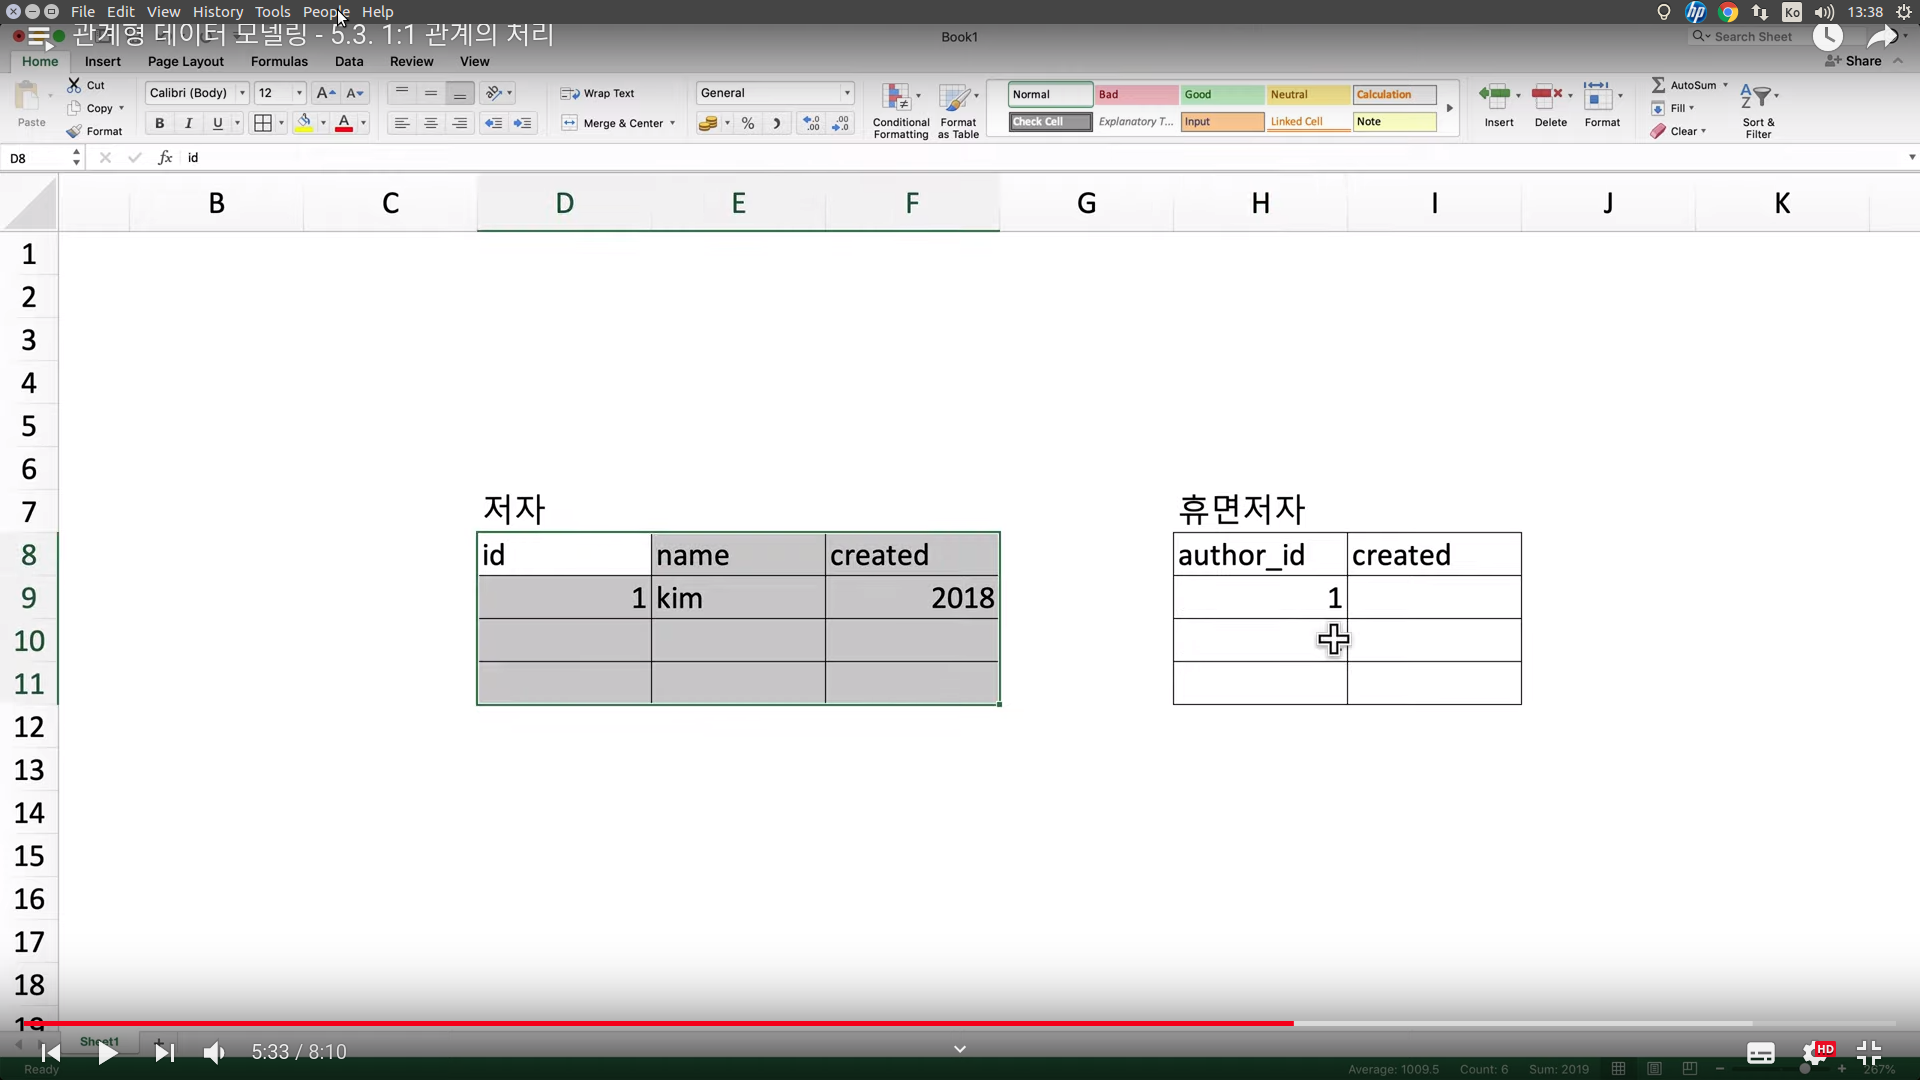 File Edit View History Tools People Help
Ko 13:38
관계형 데이터 모델링 - 5.3. 1:1 관계의 처리
Book1
Search Sheet
Home Insert Page Layout Formulas Data Review View
Share
Paste
Cut
Copy
Format
Calibri (Body) 12
A A
B I U A
Wrap Text
Merge & Center
General
%
Conditional Formatting
Format as Table
Normal Bad Good Neutral Calculation
Check Cell Explanatory T... Input Linked Cell Note
Insert Delete Format
AutoSum
Fill
Clear
Sort & Filter
D8 fx id
B C D E F G H I J K
1
2
3
4
5
6
7 저자 휴면저자
8 id name created author_id created
9 1 kim 2018 1
10
11
12
13
14
15
16
17
18
19
Sheet1 +
5:33 / 8:10
HD
Ready
Average: 1009.5 Count: 6 Sum: 2019 267%